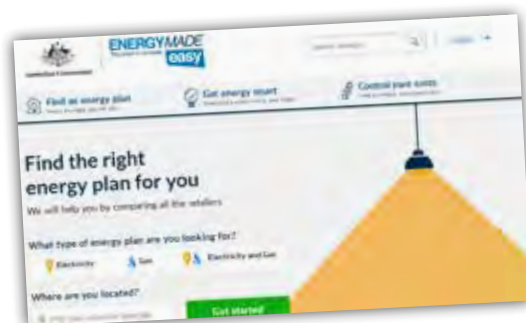 ENERGYMADE
easy
Australian Government
Find an energy plan
Get energy smart
Control your costs
Find the right
energy plan for you
We will help you by comparing all the retailers
What type of energy plan are you looking for?
Electricity
Gas
Electricity and Gas
Where are you located?
Get started